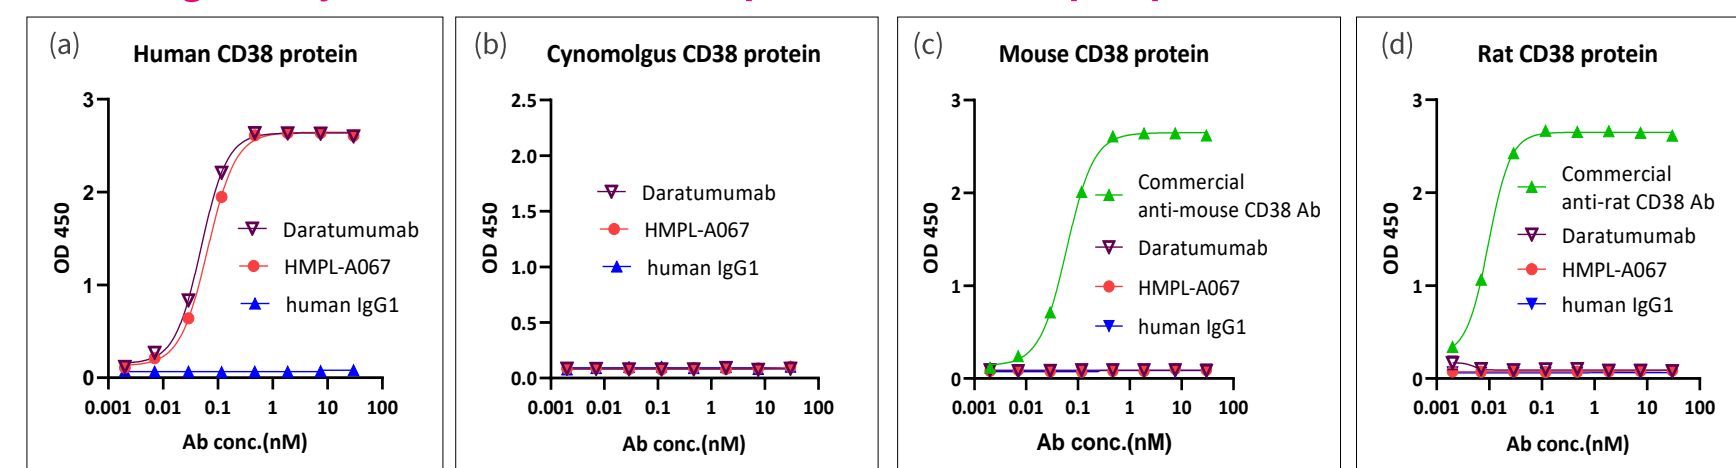 (a)
Human CD38 protein
3
2
1
0
OD 450
Daratumumab
HMPL-A067
human IgG1
0.001 0.01 0.1 1 10 100
Ab conc.(nM)
(b)
Cynomolgus CD38 protein
2.5
2.0
1.5
1.0
0.5
0.0
OD 450
Daratumumab
HMPL-A067
human IgG1
0.001 0.01 0.1 1 10 100
Ab conc.(nM)
(c)
Mouse CD38 protein
3
2
1
0
OD 450
Commercial
anti-mouse CD38 Ab
Daratumumab
HMPL-A067
human IgG1
0.001 0.01 0.1 1 10 100
Ab conc.(nM)
(d)
Rat CD38 protein
3
2
1
0
OD 450
Commercial
anti-rat CD38 Ab
Daratumumab
HMPL-A067
human IgG1
0.001 0.01 0.1 1 10 100
Ab conc.(nM)